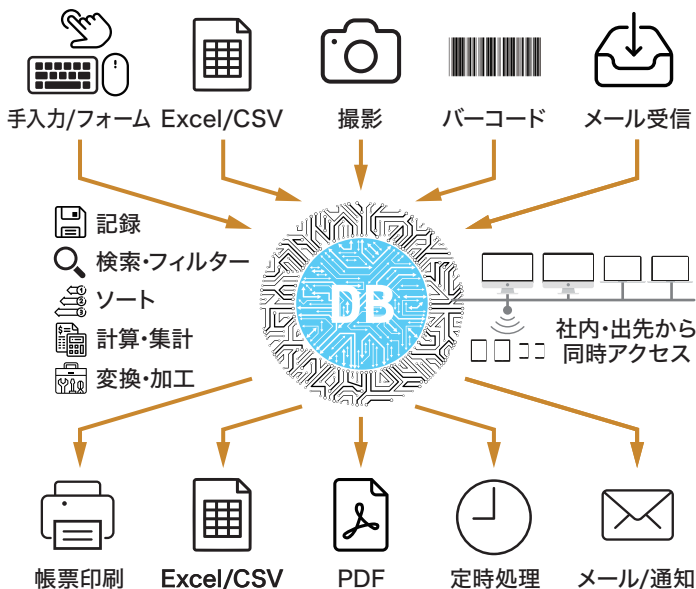 手入力/フォーム
Excel/CSV
撮影
バーコード
メール受信
記録
検索・フィルター
1
2
3
ソート
計算・集計
変換・加工
DB
社内・出先から
同時アクセス
帳票印刷
Excel/CSV
PDF
定時処理
メール/通知